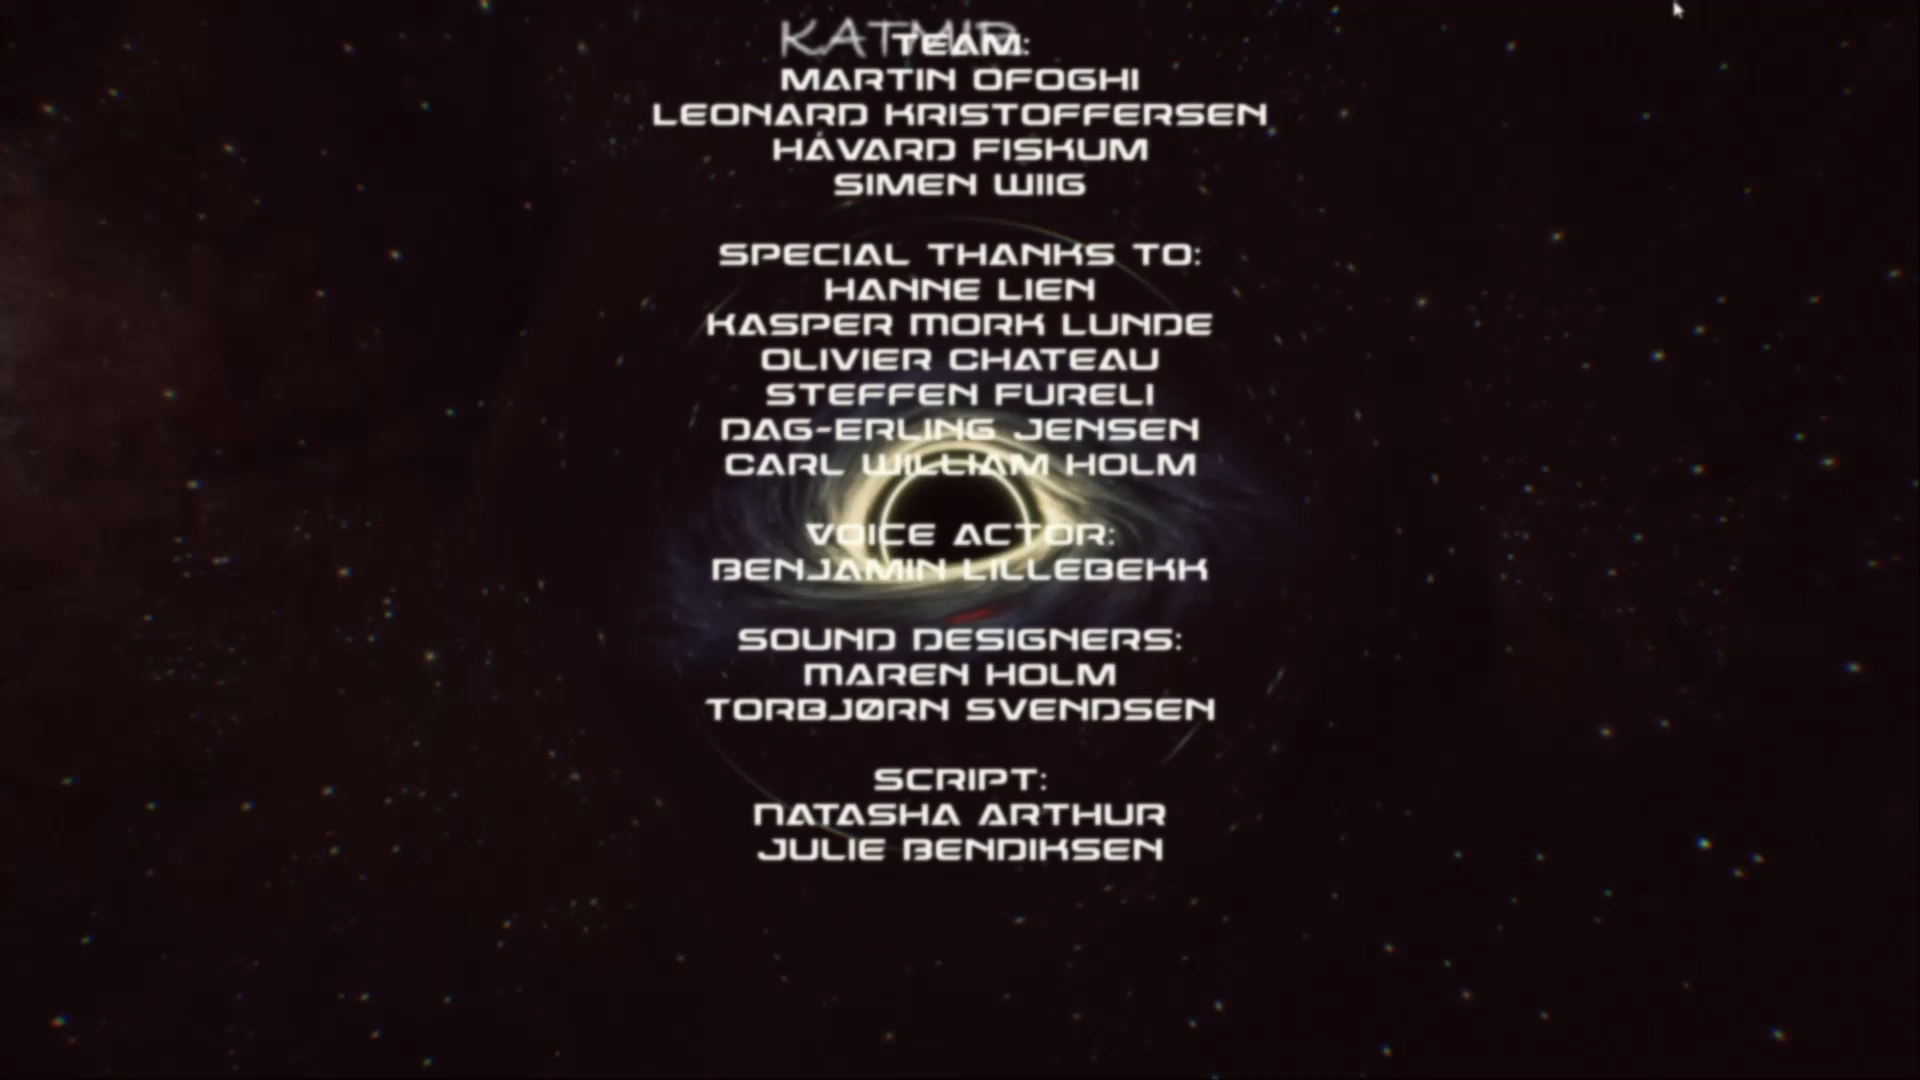 KATMIR
TEAM:
MARTIN OFOGHI
LEONARD KRISTOFFERSEN
HÅVARD FISKUM
SIMEN WIIG
SPECIAL THANKS TO:
HANNE LIEN
KASPER MORK LUNDE
OLIVIER CHATEAU
STEFFEN FURELI
DAG-ERLING JENSEN
CARL WILLIAM HOLM
VOICE ACTOR:
BENJAMIN LILLEBEKK
SOUND DESIGNERS:
MAREN HOLM
TORBJØRN SVENDSEN
SCRIPT:
NATASHA ARTHUR
JULIE BENDIKSEN